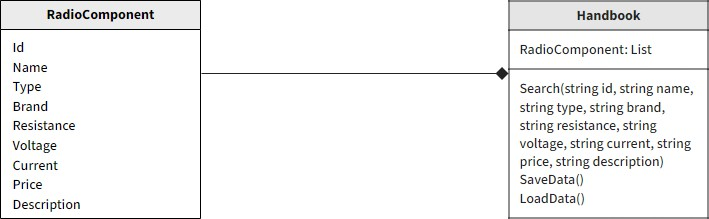 RadioComponent
Id
Name
Type
Brand
Resistance
Voltage
Current
Price
Description
Handbook
RadioComponent: List
Search(string id, string name,
string type, string brand,
string resistance, string
voltage, string current, string
price, string description)
SaveData()
LoadData()